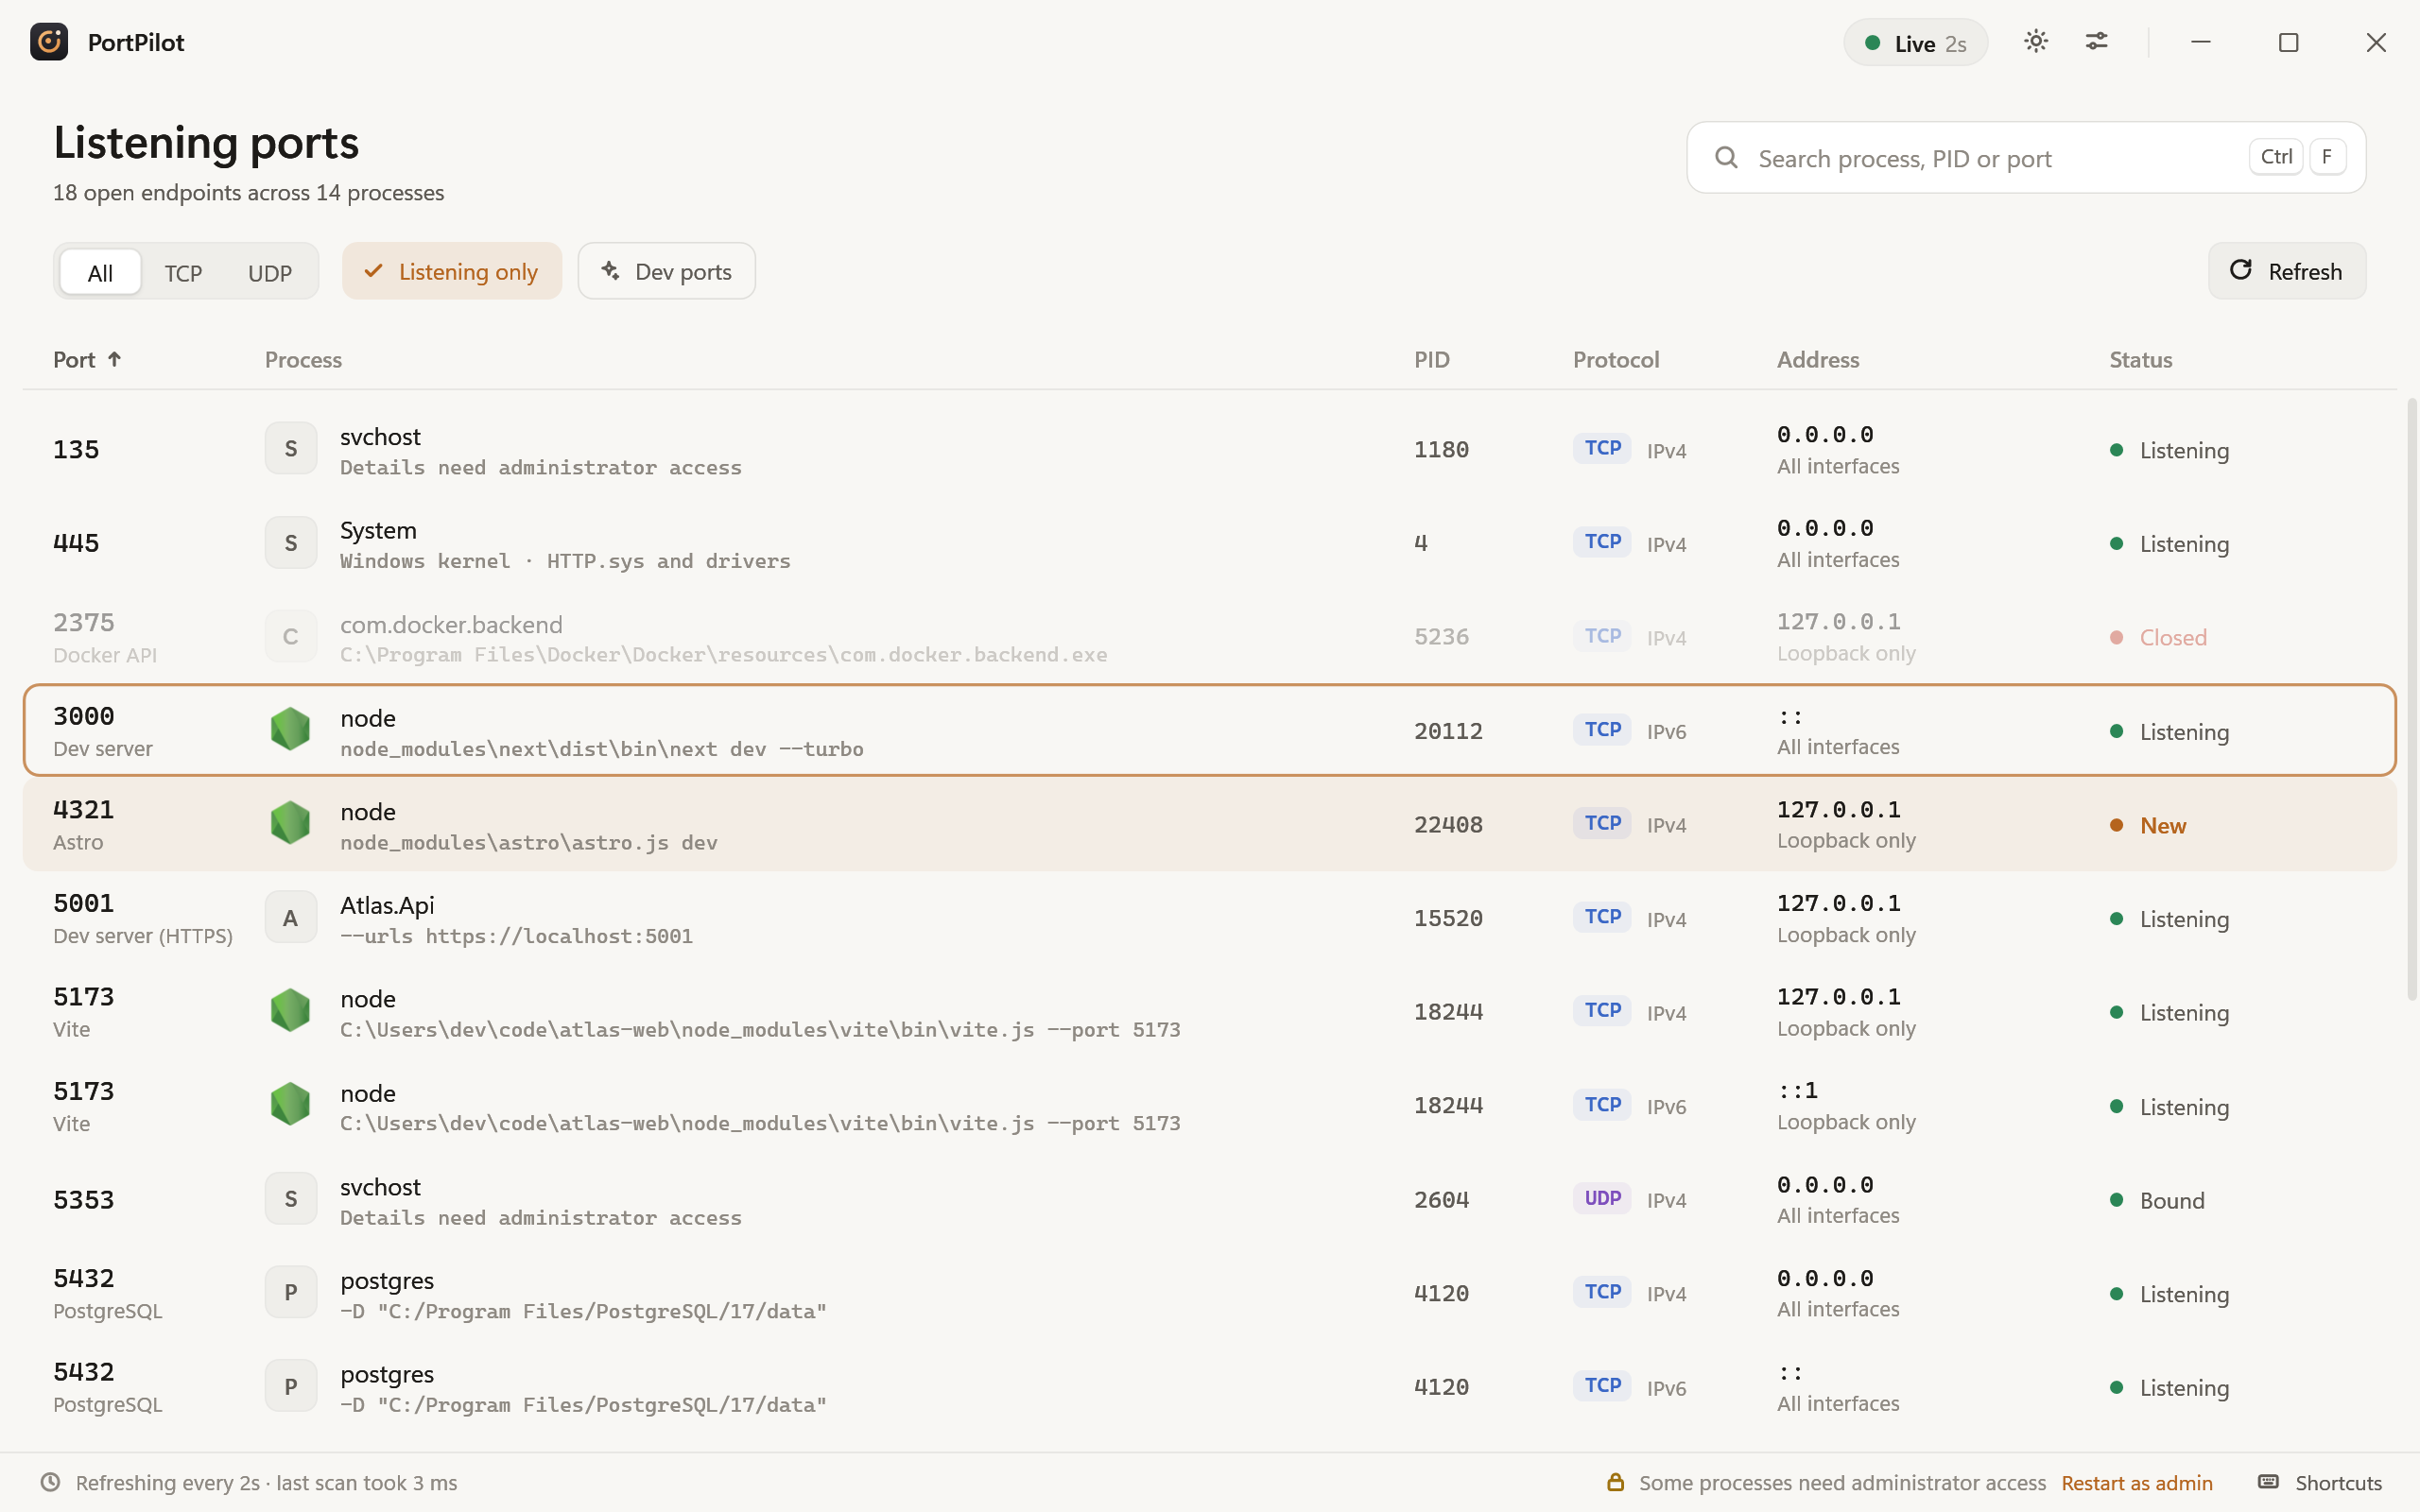 PortPilot
Live 2s
Listening ports
18 open endpoints across 14 processes
Search process, PID or port
Ctrl F
All TCP UDP
Listening only
Dev ports
Refresh
Port ↑ Process PID Protocol Address Status
135
S
svchost
Details need administrator access
1180
TCP IPv4
0.0.0.0
All interfaces
Listening
445
S
System
Windows kernel · HTTP.sys and drivers
4
TCP IPv4
0.0.0.0
All interfaces
Listening
2375
Docker API
C
com.docker.backend
C:\Program Files\Docker\Docker\resources\com.docker.backend.exe
5236
TCP IPv4
127.0.0.1
Loopback only
Closed
3000
Dev server
node
node_modules\next\dist\bin\next dev --turbo
20112
TCP IPv6
::
All interfaces
Listening
4321
Astro
node
node_modules\astro\astro.js dev
22408
TCP IPv4
127.0.0.1
Loopback only
New
5001
Dev server (HTTPS)
A
Atlas.Api
--urls https://localhost:5001
15520
TCP IPv4
127.0.0.1
Loopback only
Listening
5173
Vite
node
C:\Users\dev\code\atlas-web\node_modules\vite\bin\vite.js --port 5173
18244
TCP IPv4
127.0.0.1
Loopback only
Listening
5173
Vite
node
C:\Users\dev\code\atlas-web\node_modules\vite\bin\vite.js --port 5173
18244
TCP IPv6
::1
Loopback only
Listening
5353
S
svchost
Details need administrator access
2604
UDP IPv4
0.0.0.0
All interfaces
Bound
5432
PostgreSQL
P
postgres
-D "C:/Program Files/PostgreSQL/17/data"
4120
TCP IPv4
0.0.0.0
All interfaces
Listening
5432
PostgreSQL
P
postgres
-D "C:/Program Files/PostgreSQL/17/data"
4120
TCP IPv6
::
All interfaces
Listening
Refreshing every 2s · last scan took 3 ms
Some processes need administrator access Restart as admin
Shortcuts